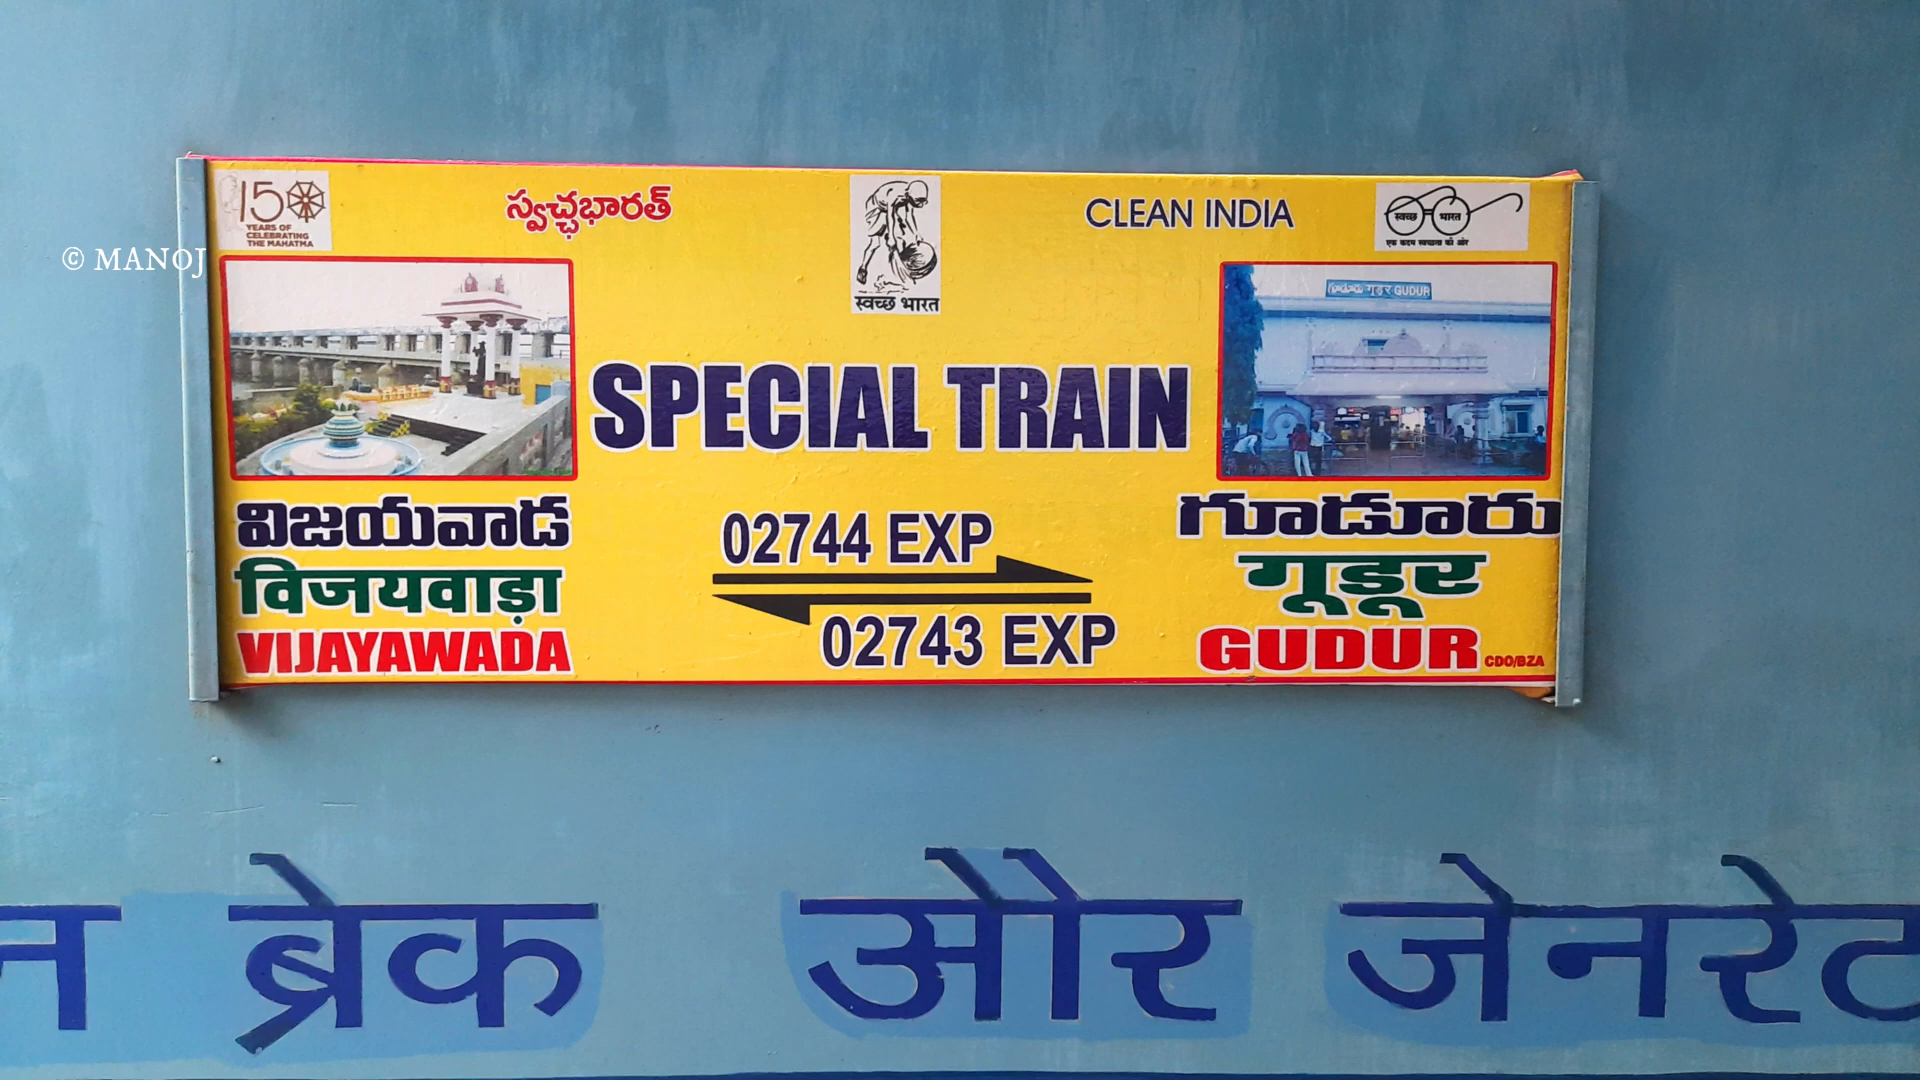 150
YEARS OF
CELEBRATING
THE MAHATMA
స్వచ్ఛభారత్
स्वच्छ भारत
CLEAN INDIA
स्वच्छ भारत
एक कदम स्वच्छता की ओर
© MANOJ
గూడూరు गूडूर GUDUR
SPECIAL TRAIN
విజయవాడ
विजयवाड़ा
VIJAYAWADA
02744 EXP
02743 EXP
గూడూరు
गूडूर
GUDUR CDO/BZA
न ब्रेक और जेनरेट